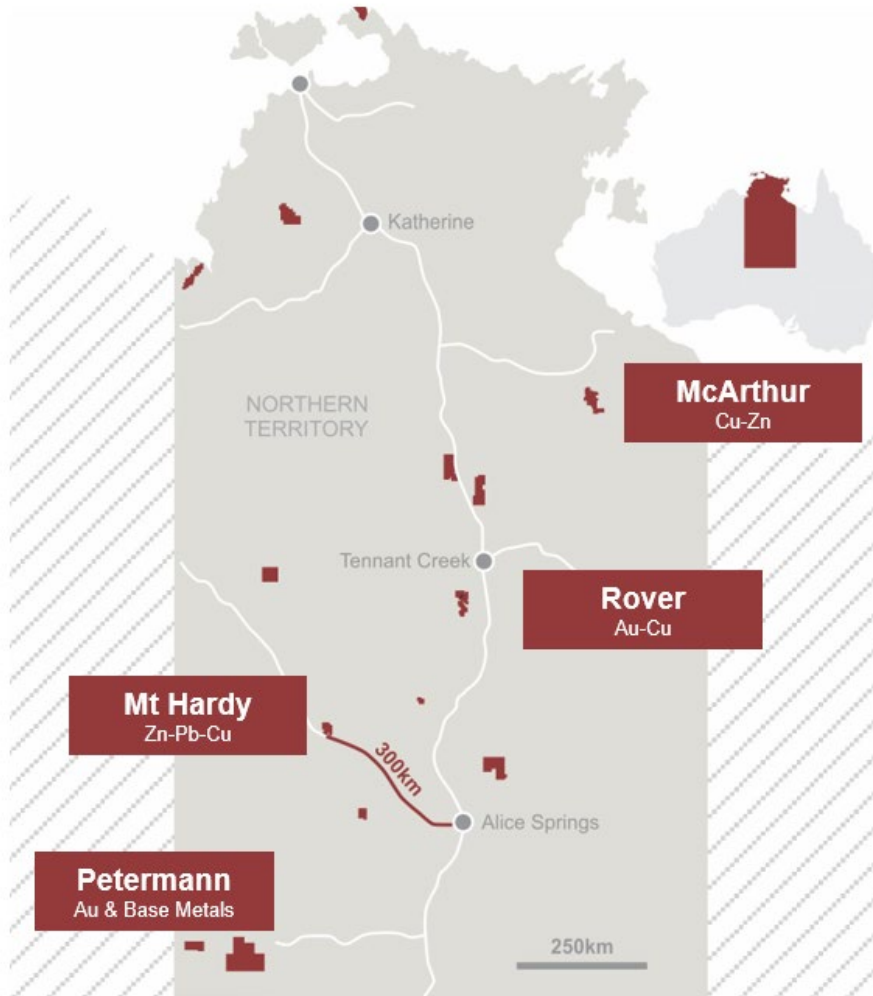 Katherine
McArthur
Cu-Zn
NORTHERN
TERRITORY
Tennant Creek
Rover
Au-Cu
Mt Hardy
Zn-Pb-Cu
300km
Alice Springs
Petermann
Au & Base Metals
250km